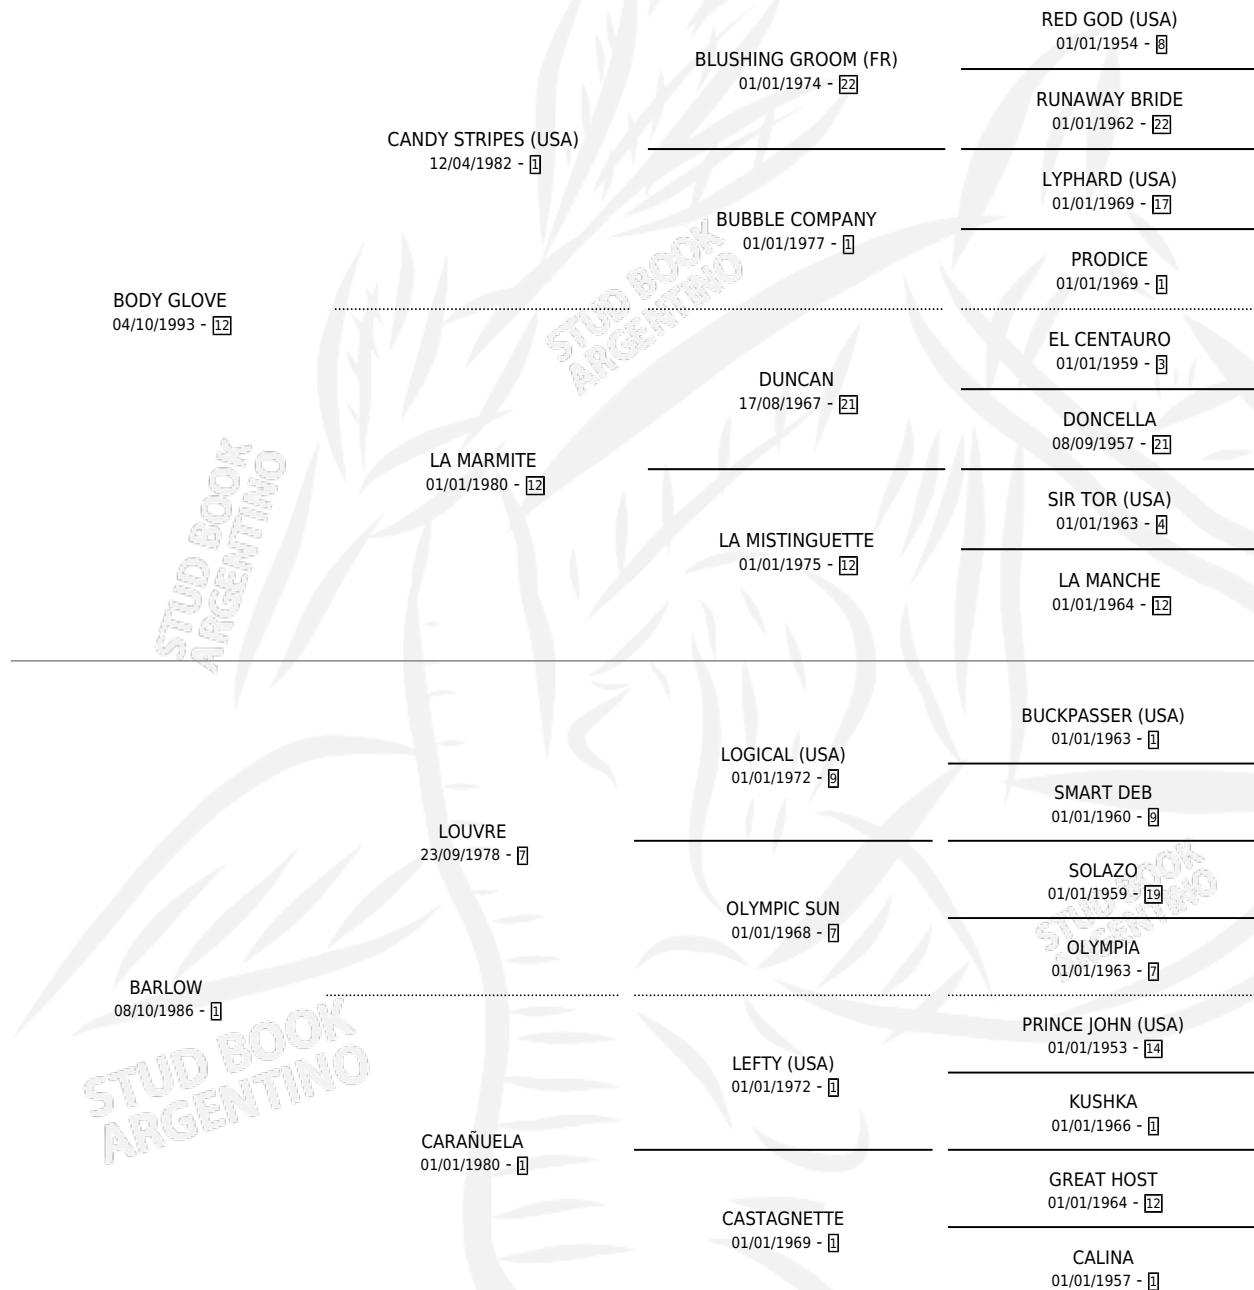 RED GOD (USA)
01/01/1954 - 8
BLUSHING GROOM (FR)
01/01/1974 - 22
RUNAWAY BRIDE
01/01/1962 - 22
CANDY STRIPES (USA)
12/04/1982 - 1
LYPHARD (USA)
01/01/1969 - 17
BUBBLE COMPANY
01/01/1977 - 1
PRODICE
01/01/1969 - 1
BODY GLOVE
04/10/1993 - 12
EL CENTAURO
01/01/1959 - 3
DUNCAN
17/08/1967 - 21
DONCELLA
08/09/1957 - 21
LA MARMITE
01/01/1980 - 12
SIR TOR (USA)
01/01/1963 - 4
LA MISTINGUETTE
01/01/1975 - 12
LA MANCHE
01/01/1964 - 12
BUCKPASSER (USA)
01/01/1963 - 1
LOGICAL (USA)
01/01/1972 - 9
SMART DEB
01/01/1960 - 9
LOUVRE
23/09/1978 - 7
SOLAZO
01/01/1959 - 19
OLYMPIC SUN
01/01/1968 - 7
OLYMPIA
01/01/1963 - 7
BARLOW
08/10/1986 - 1
PRINCE JOHN (USA)
01/01/1953 - 14
LEFTY (USA)
01/01/1972 - 1
KUSHKA
01/01/1966 - 1
CARAÑUELA
01/01/1980 - 1
GREAT HOST
01/01/1964 - 12
CASTAGNETTE
01/01/1969 - 1
CALINA
01/01/1957 - 1
STUD BOOK
ARGENTINO
STUD BOOK
ARGENTINO
STUD BOOK
ARGENTINO
STUD BOOK
ARGENTINO